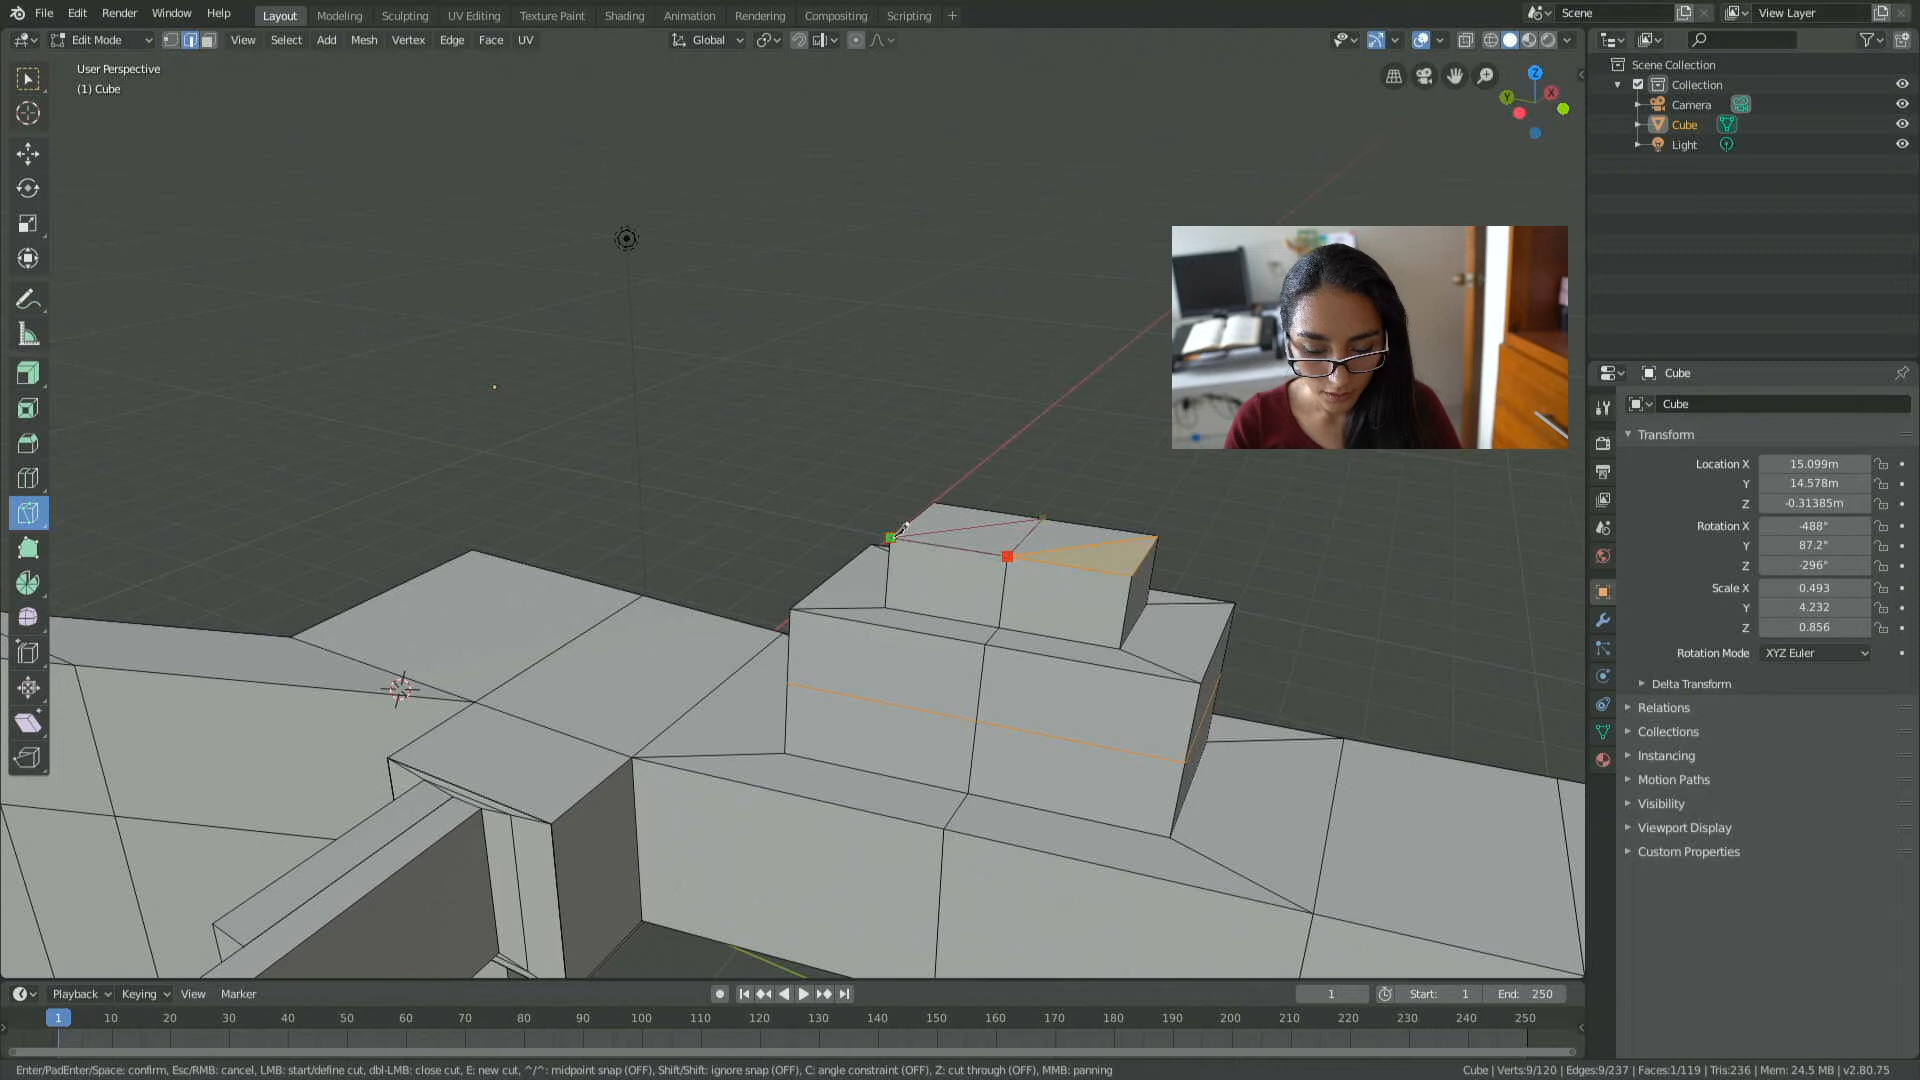 File Edit Render Window Help
Layout Modeling Sculpting UV Editing Texture Paint Shading Animation Rendering Compositing Scripting +
Scene
View Layer
Edit Mode
View Select Add Mesh Vertex Edge Face UV
Global
User Perspective
(1) Cube
Z
Y
X
Scene Collection
Collection
Camera
Cube
Light
Cube
Cube
Transform
Location X 15.099m
Y 14.578m
Z -0.31385m
Rotation X -488°
Y 87.2°
Z -296°
Scale X 0.493
Y 4.232
Z 0.856
Rotation Mode XYZ Euler
Delta Transform
Relations
Collections
Instancing
Motion Paths
Visibility
Viewport Display
Custom Properties
Playback Keying View Marker
1 Start: 1 End: 250
1 10 20 30 40 50 60 70 80 90 100 110 120 130 140 150 160 170 180 190 200 210 220 230 240 250
Enter/PadEnter/Space: confirm, Esc/RMB: cancel, LMB: start/define cut, dbl-LMB: close cut, E: new cut, ^/^: midpoint snap (OFF), Shift/Shift: ignore snap (OFF), C: angle constraint (OFF), Z: cut through (OFF), MMB: panning
Cube | Verts:9/120 | Edges:9/237 | Faces:1/119 | Tris:236 | Mem: 24.5 MB | v2.80.75